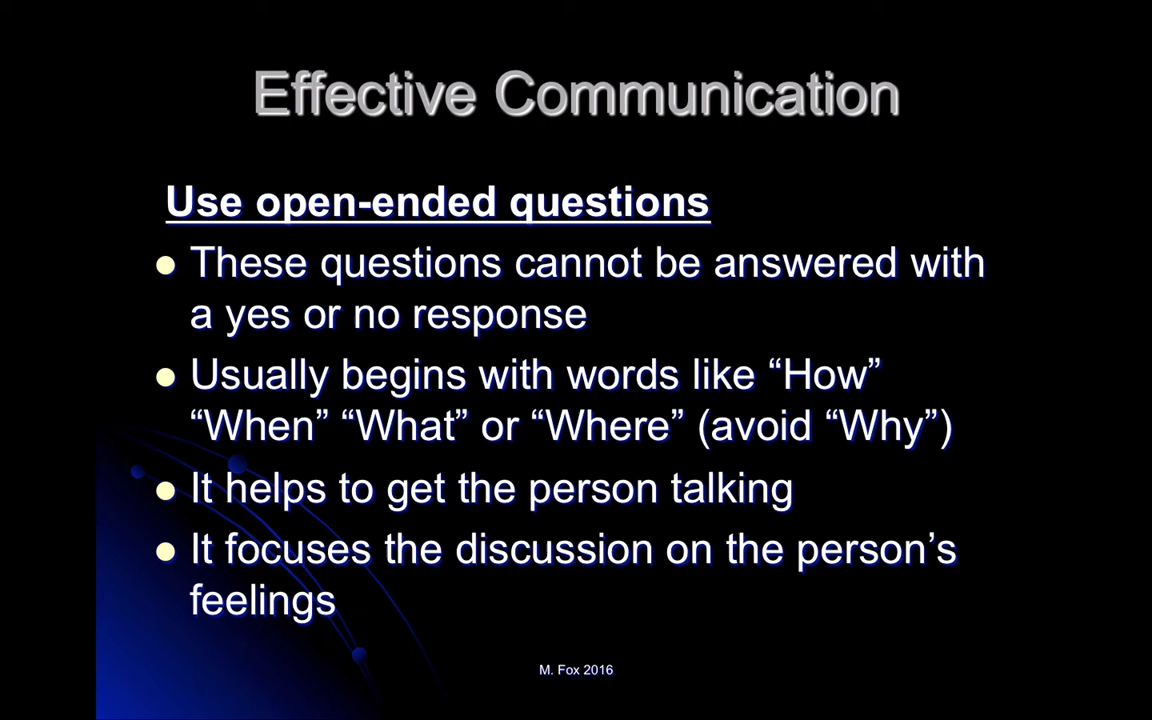 Effective Communication
Use open-ended questions
These questions cannot be answered with
a yes or no response
Usually begins with words like “How”
“When” “What” or “Where” (avoid “Why”)
It helps to get the person talking
It focuses the discussion on the person’s
feelings
M. Fox 2016